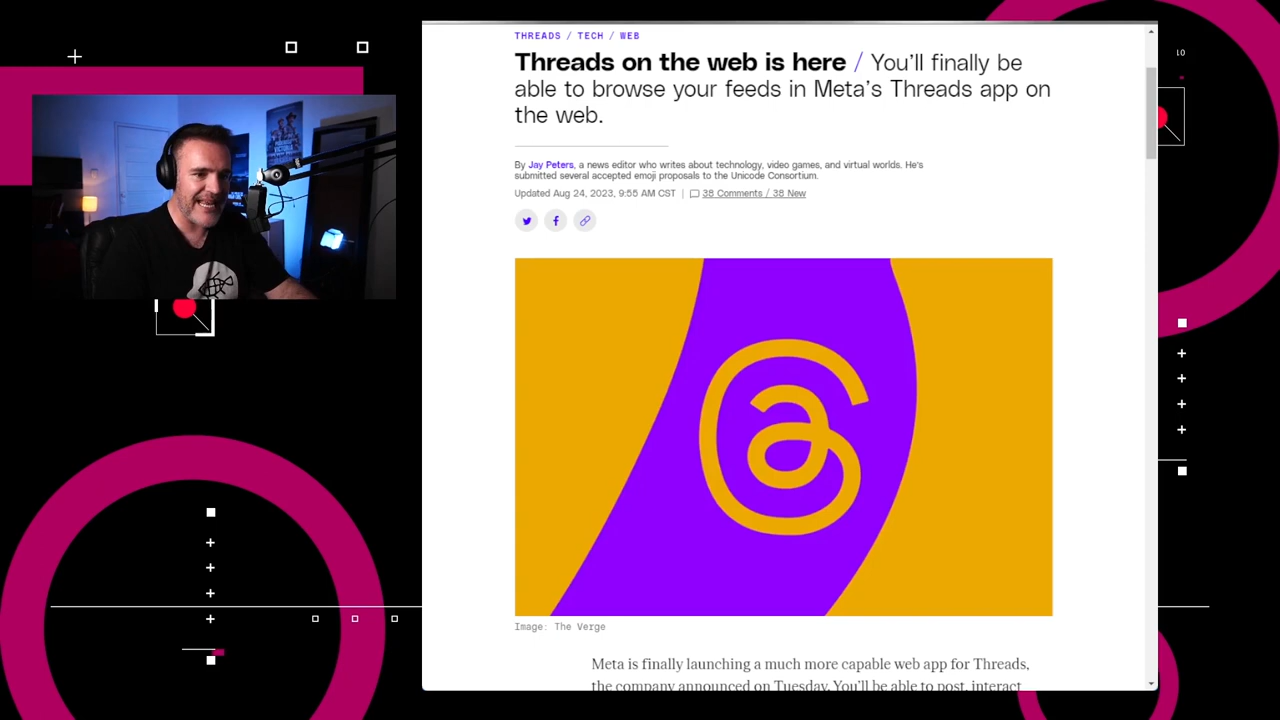 THREADS / TECH / WEB
Threads on the web is here / You'll finally be
able to browse your feeds in Meta's Threads app on
the web.
By Jay Peters, a news editor who writes about technology, video games, and virtual worlds. He's
submitted several accepted emoji proposals to the Unicode Consortium.
Updated Aug 24, 2023, 9:55 AM CST | 38 Comments / 38 New
Image: The Verge
Meta is finally launching a much more capable web app for Threads,
the company announced on Tuesday. You'll be able to post, interact